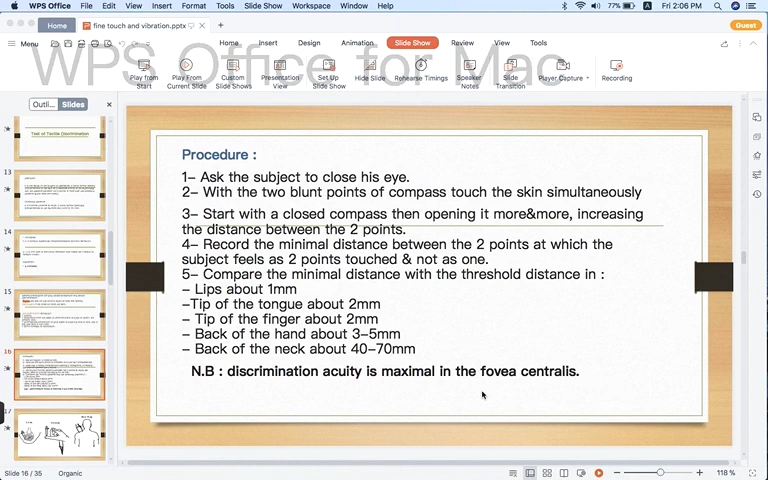 WPS Office File Edit View Insert Format Tools Slide Show Workspace Window Help 77% A Fri 2:06 PM
Home fine touch and vibration.pptx + Go Premium
Menu Home Insert Design Animation Slide Show Review View Tools
WPS Office for Mac
Play from Start Play From Current Slide Custom Slide Shows Presentation View Set Up Slide Show Hide Slide Rehearse Timings Speaker Notes Slide Transition Player Capture Recording
Outli... Slides
Test of Tactile Discrimination
13
14
15
16
17
Procedure :
1– Ask the subject to close his eye.
2– With the two blunt points of compass touch the skin simultaneously
3– Start with a closed compass then opening it more&more, increasing
the distance between the 2 points.
4– Record the minimal distance between the 2 points at which the
subject feels as 2 points touched & not as one.
5– Compare the minimal distance with the threshold distance in :
– Lips about 1mm
–Tip of the tongue about 2mm
– Tip of the finger about 2mm
– Back of the hand about 3–5mm
– Back of the neck about 40–70mm
N.B : discrimination acuity is maximal in the fovea centralis.
Slide 16 / 35 Organic 118 %